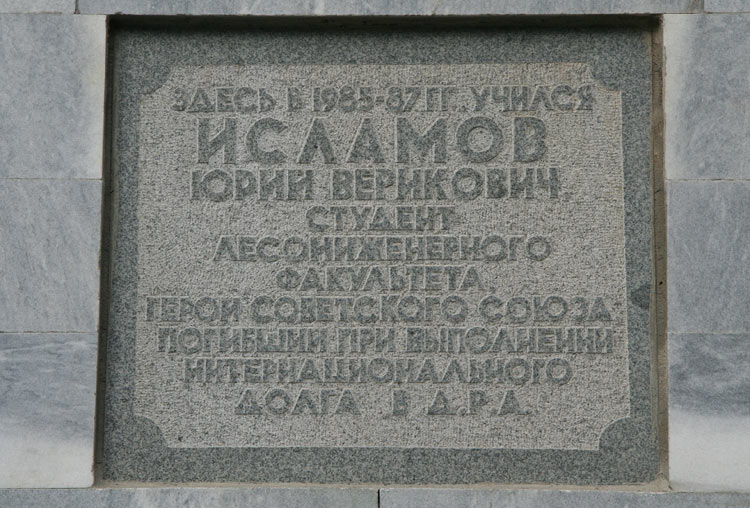 ЗДЕСЬ В 1985-87 ГГ. УЧИЛСЯ
ИСЛАМОВ
ЮРИЙ ВЕРИКОВИЧ,
СТУДЕНТ
ЛЕСОИНЖЕНЕРНОГО
ФАКУЛЬТЕТА,
ГЕРОЙ СОВЕТСКОГО СОЮЗА,
ПОГИБШИЙ ПРИ ВЫПОЛНЕНИИ
ИНТЕРНАЦИОНАЛЬНОГО
ДОЛГА В Д.Р.А.